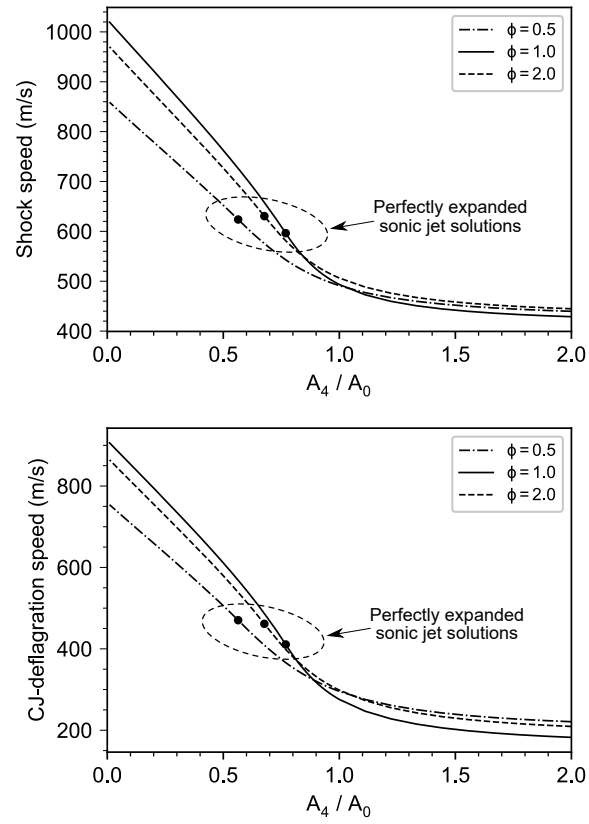 1000
900
800
700
600
500
400
Shock speed (m/s)
0.0
0.5
1.0
1.5
2.0
A₄ / A₀
ϕ = 0.5
ϕ = 1.0
ϕ = 2.0
Perfectly expanded
sonic jet solutions
800
600
400
200
CJ-deflagration speed (m/s)
0.0
0.5
1.0
1.5
2.0
A₄ / A₀
ϕ = 0.5
ϕ = 1.0
ϕ = 2.0
Perfectly expanded
sonic jet solutions